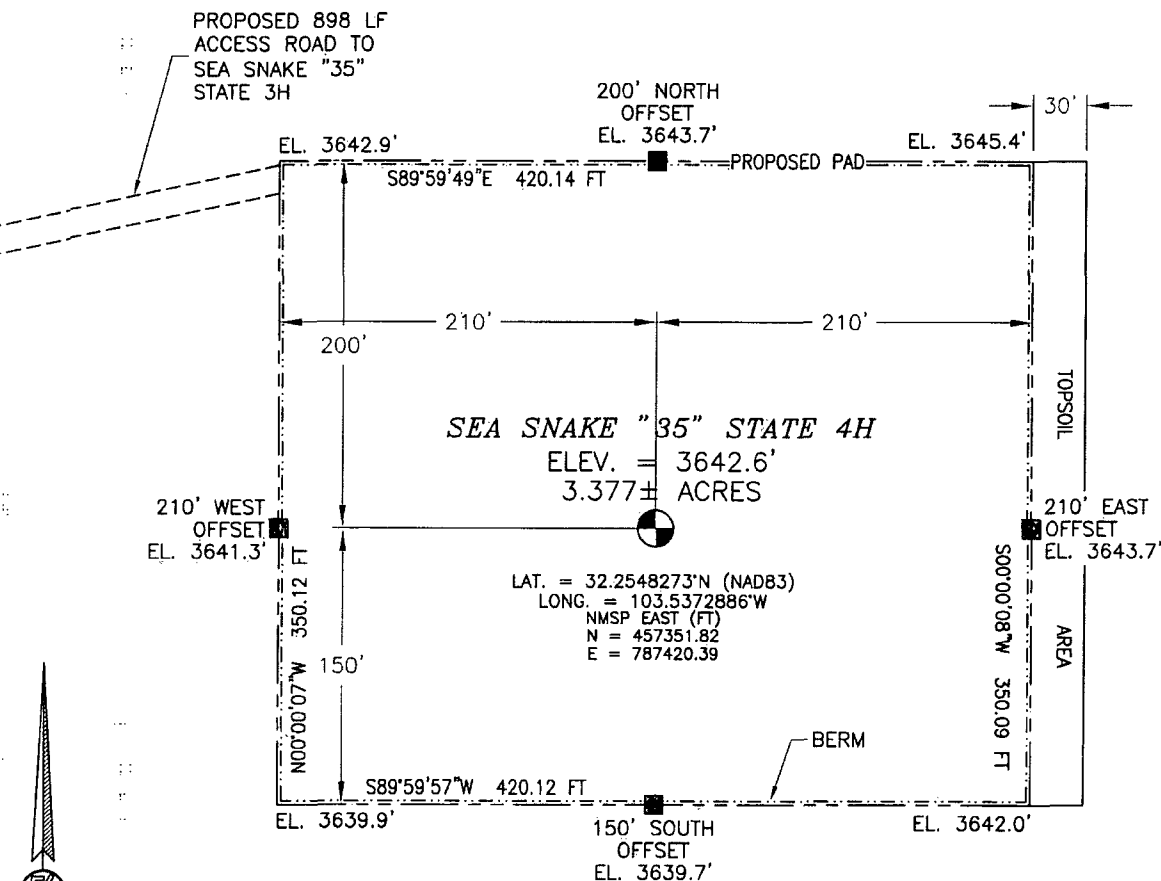 PROPOSED 898 LF
ACCESS ROAD TO
SEA SNAKE "35"
STATE 3H
200' NORTH
OFFSET
EL. 3643.7'
30'
EL. 3642.9'
EL. 3645.4'
PROPOSED PAD
S89°59'49"E 420.14 FT
210'
210'
200'
TOPSOIL
AREA
SEA SNAKE "35" STATE 4H
ELEV. = 3642.6'
3.377± ACRES
210' WEST
OFFSET
EL. 3641.3'
210' EAST
OFFSET
EL. 3643.7'
LAT. = 32.2548273°N (NAD83)
LONG. = 103.5372886°W
NMSP EAST (FT)
N = 457351.82
E = 787420.39
N00°00'07"W 350.12 FT
150'
S00°00'08"W 350.09 FT
BERM
S89°59'57"W 420.12 FT
EL. 3639.9'
EL. 3642.0'
150' SOUTH
OFFSET
EL. 3639.7'